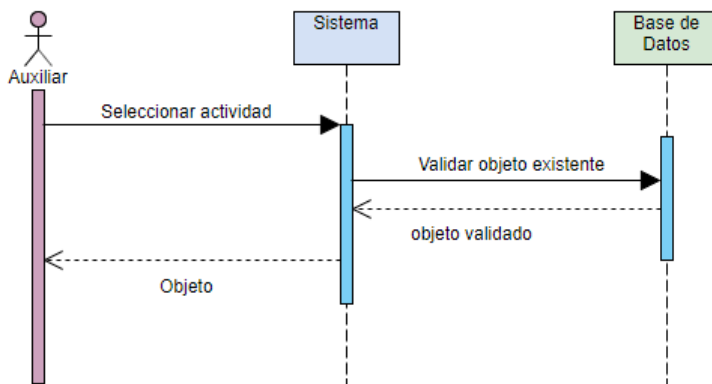 Sistema
Base de
Datos
Auxiliar
Seleccionar actividad
Validar objeto existente
objeto validado
Objeto